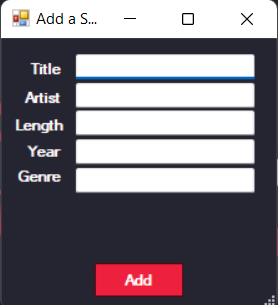 Add a S...
Title
Artist
Length
Year
Genre
Add